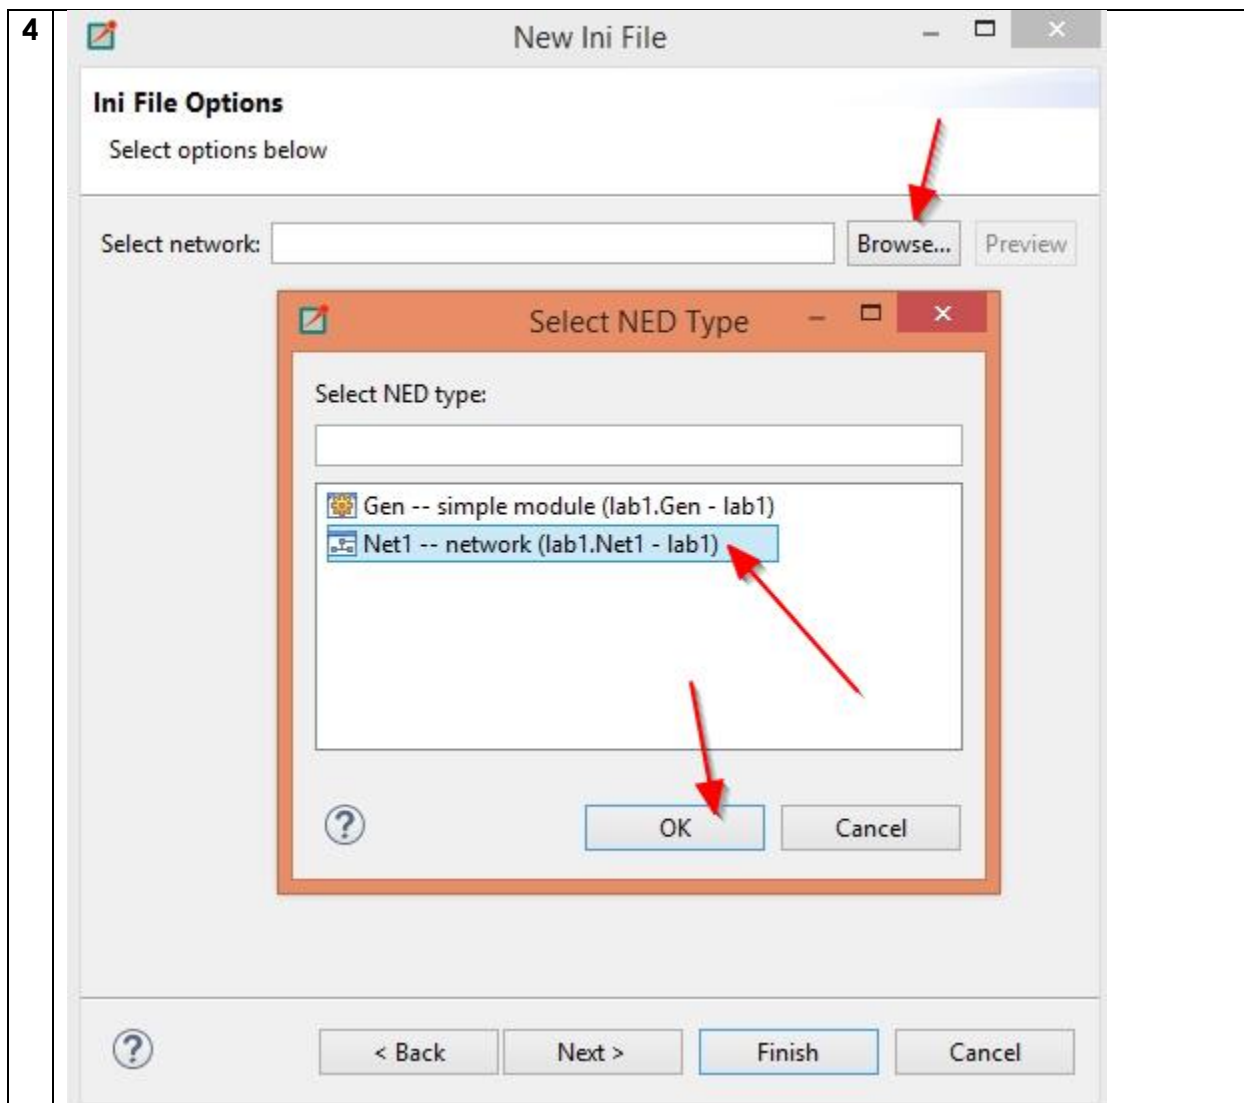 4
New Ini File
Ini File Options
Select options below
Select network: Browse... Preview
Select NED Type
Select NED type:
Gen -- simple module (lab1.Gen - lab1)
Net1 -- network (lab1.Net1 - lab1)
OK Cancel
< Back Next > Finish Cancel